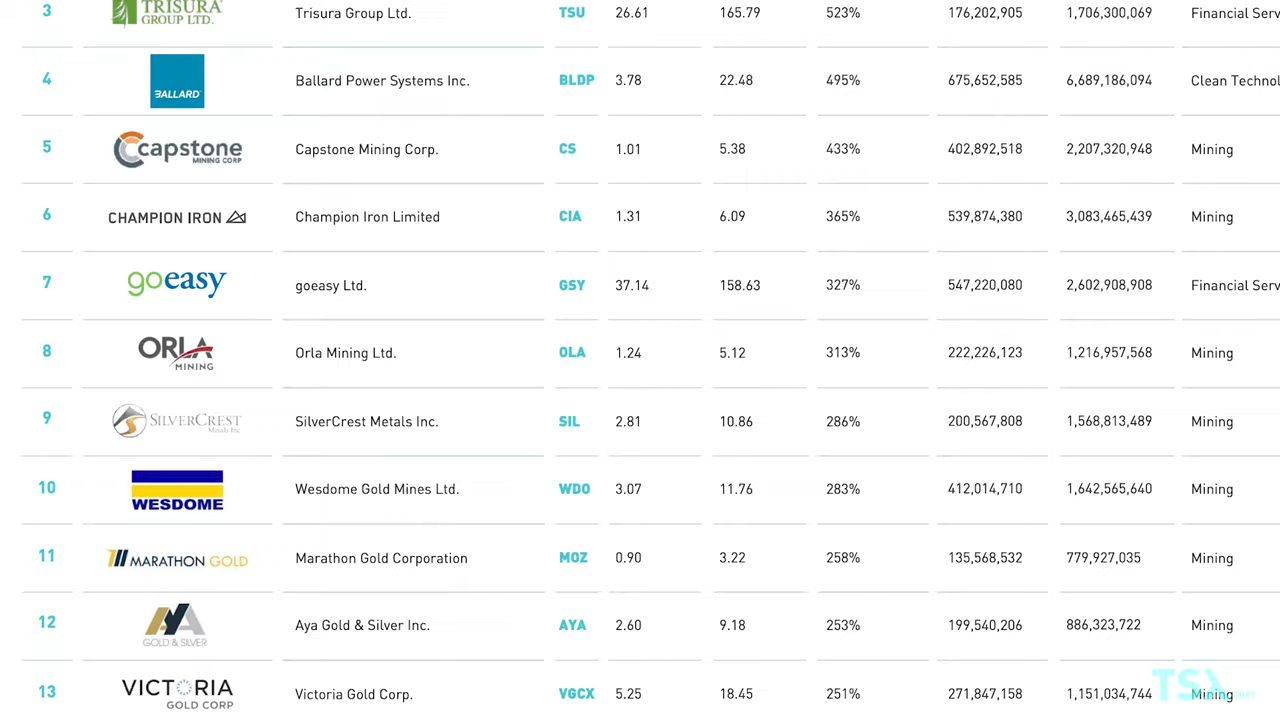 3 TRISURA GROUP LTD. Trisura Group Ltd. TSU 26.61 165.79 523% 176,202,905 1,706,300,069 Financial Serv
4 BALLARD Ballard Power Systems Inc. BLDP 3.78 22.48 495% 675,652,585 6,689,186,094 Clean Technol
5 capstone MINING CORP Capstone Mining Corp. CS 1.01 5.38 433% 402,892,518 2,207,320,948 Mining
6 CHAMPION IRON Champion Iron Limited CIA 1.31 6.09 365% 539,874,380 3,083,465,439 Mining
7 goeasy goeasy Ltd. GSY 37.14 158.63 327% 547,220,080 2,602,908,908 Financial Serv
8 ORLA MINING Orla Mining Ltd. OLA 1.24 5.12 313% 222,226,123 1,216,957,568 Mining
9 SILVERCREST Metals Inc SilverCrest Metals Inc. SIL 2.81 10.86 286% 200,567,808 1,568,813,489 Mining
10 WESDOME Wesdome Gold Mines Ltd. WDO 3.07 11.76 283% 412,014,710 1,642,565,640 Mining
11 MARATHON GOLD Marathon Gold Corporation MOZ 0.90 3.22 258% 135,568,532 779,927,035 Mining
12 AYA GOLD & SILVER Aya Gold & Silver Inc. AYA 2.60 9.18 253% 199,540,206 886,323,722 Mining
13 VICTORIA GOLD CORP Victoria Gold Corp. VGCX 5.25 18.45 251% 271,847,158 1,151,034,744 Mining
TSX